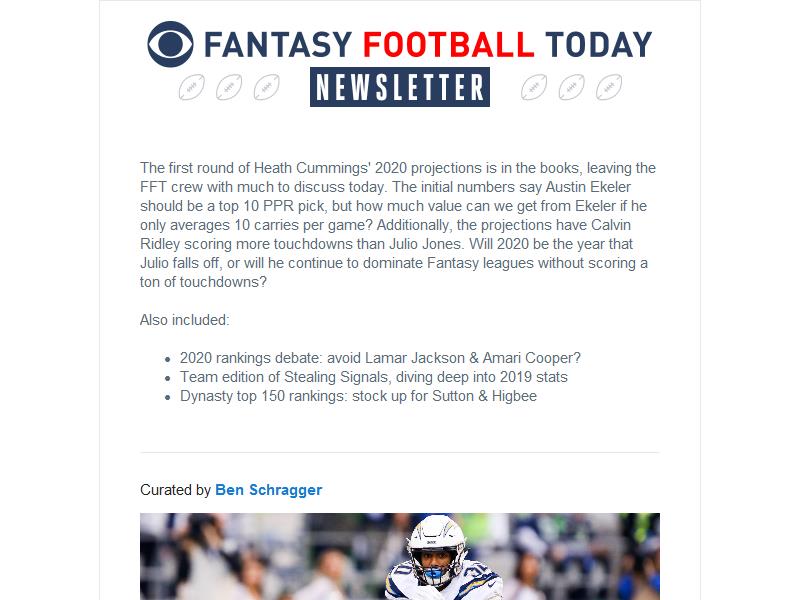 FANTASY FOOTBALL TODAY
NEWSLETTER
The first round of Heath Cummings' 2020 projections is in the books, leaving the
FFT crew with much to discuss today. The initial numbers say Austin Ekeler
should be a top 10 PPR pick, but how much value can we get from Ekeler if he
only averages 10 carries per game? Additionally, the projections have Calvin
Ridley scoring more touchdowns than Julio Jones. Will 2020 be the year that
Julio falls off, or will he continue to dominate Fantasy leagues without scoring a
ton of touchdowns?
Also included:
• 2020 rankings debate: avoid Lamar Jackson & Amari Cooper?
• Team edition of Stealing Signals, diving deep into 2019 stats
• Dynasty top 150 rankings: stock up for Sutton & Higbee
Curated by Ben Schragger